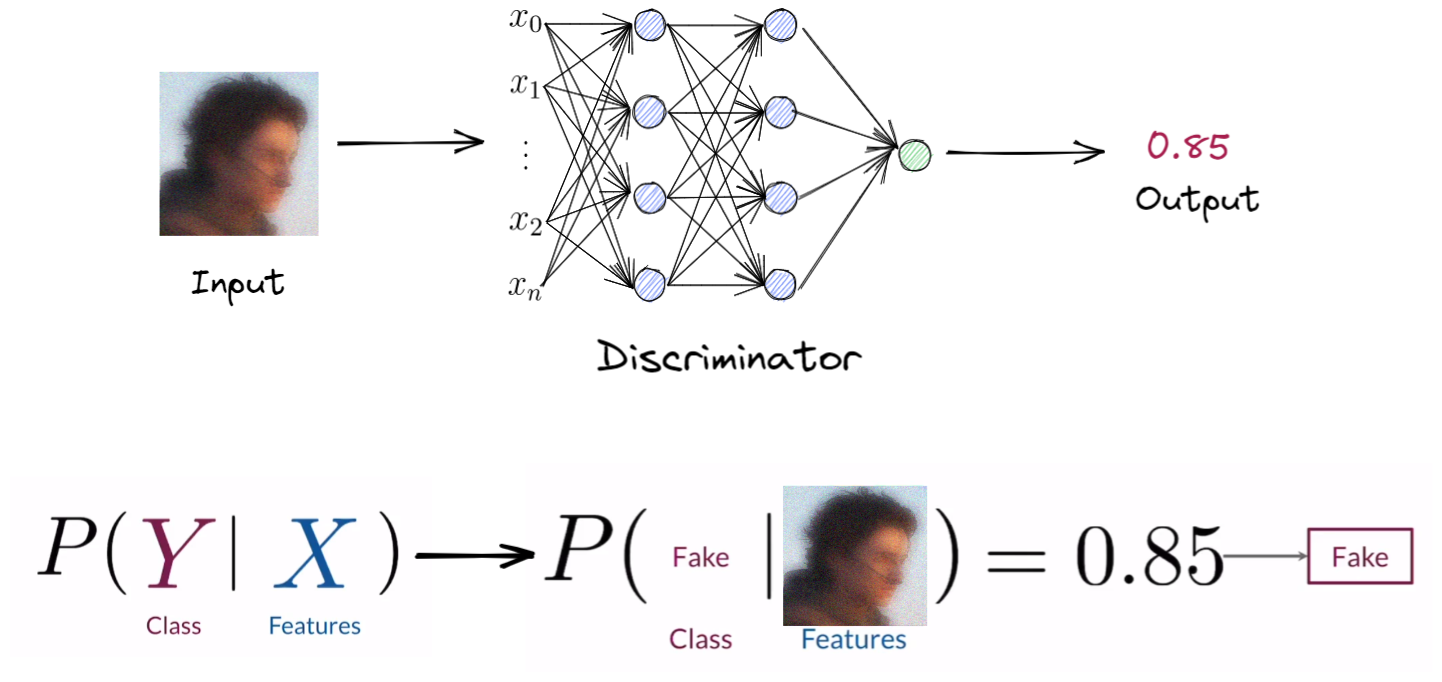 x₀
x₁
⋮
x₂
xₙ
Input
Discriminator
0.85
Output
P(Y|X) P( Fake | ) = 0.85 Fake
Class Features Class Features